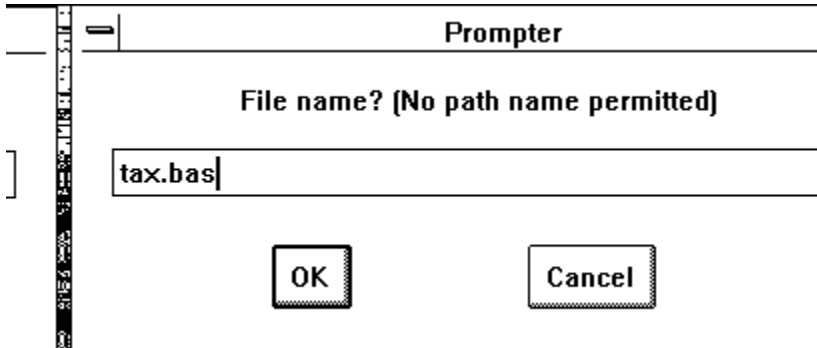 Prompter
File name? (No path name permitted)
tax.bas
OK
Cancel